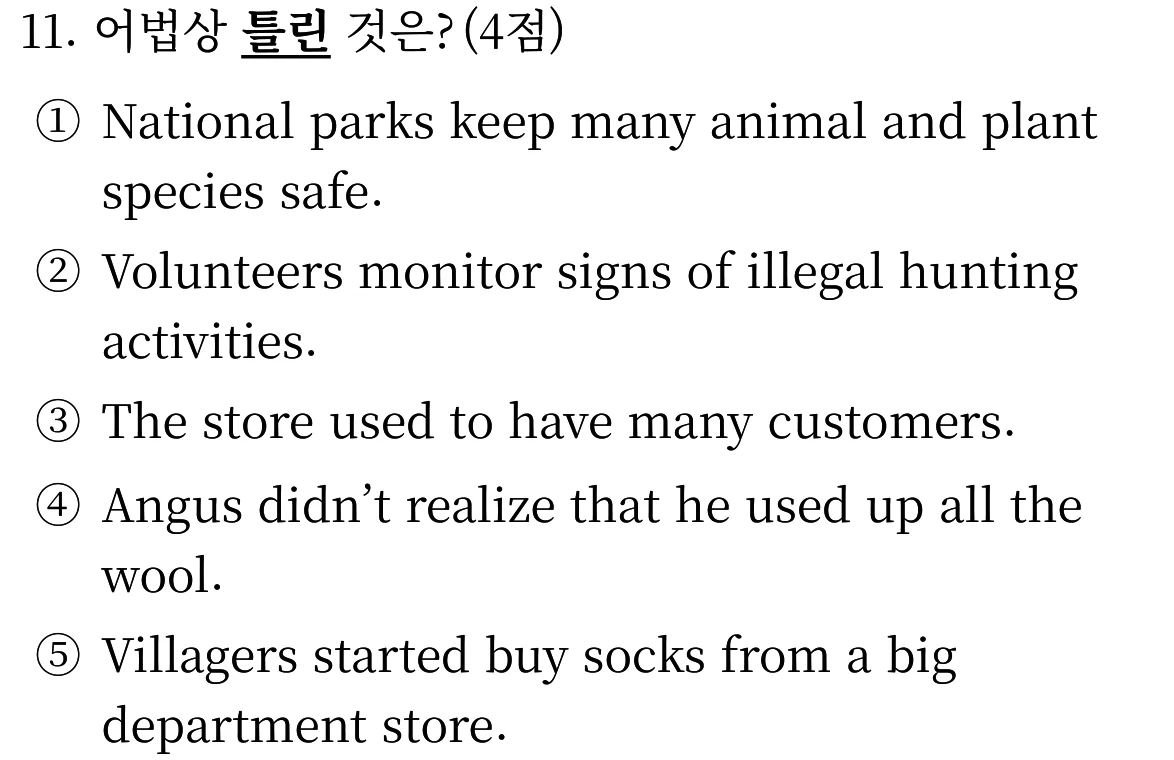 11. 어법상 틀린 것은? (4점)
① National parks keep many animal and plant
species safe.
② Volunteers monitor signs of illegal hunting
activities.
③ The store used to have many customers.
④ Angus didn’t realize that he used up all the
wool.
⑤ Villagers started buy socks from a big
department store.